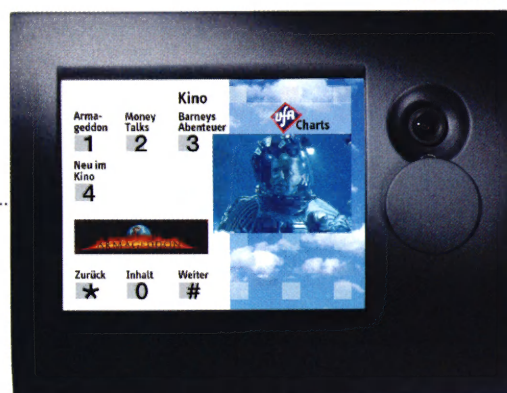 Kino
Arma-
geddon
1
Money
Talks
2
Barneys
Abenteuer
3
Neu im
Kino
4
ARMAGEDDON
Zurück
*
Inhalt
0
Weiter
#
UfA
Charts